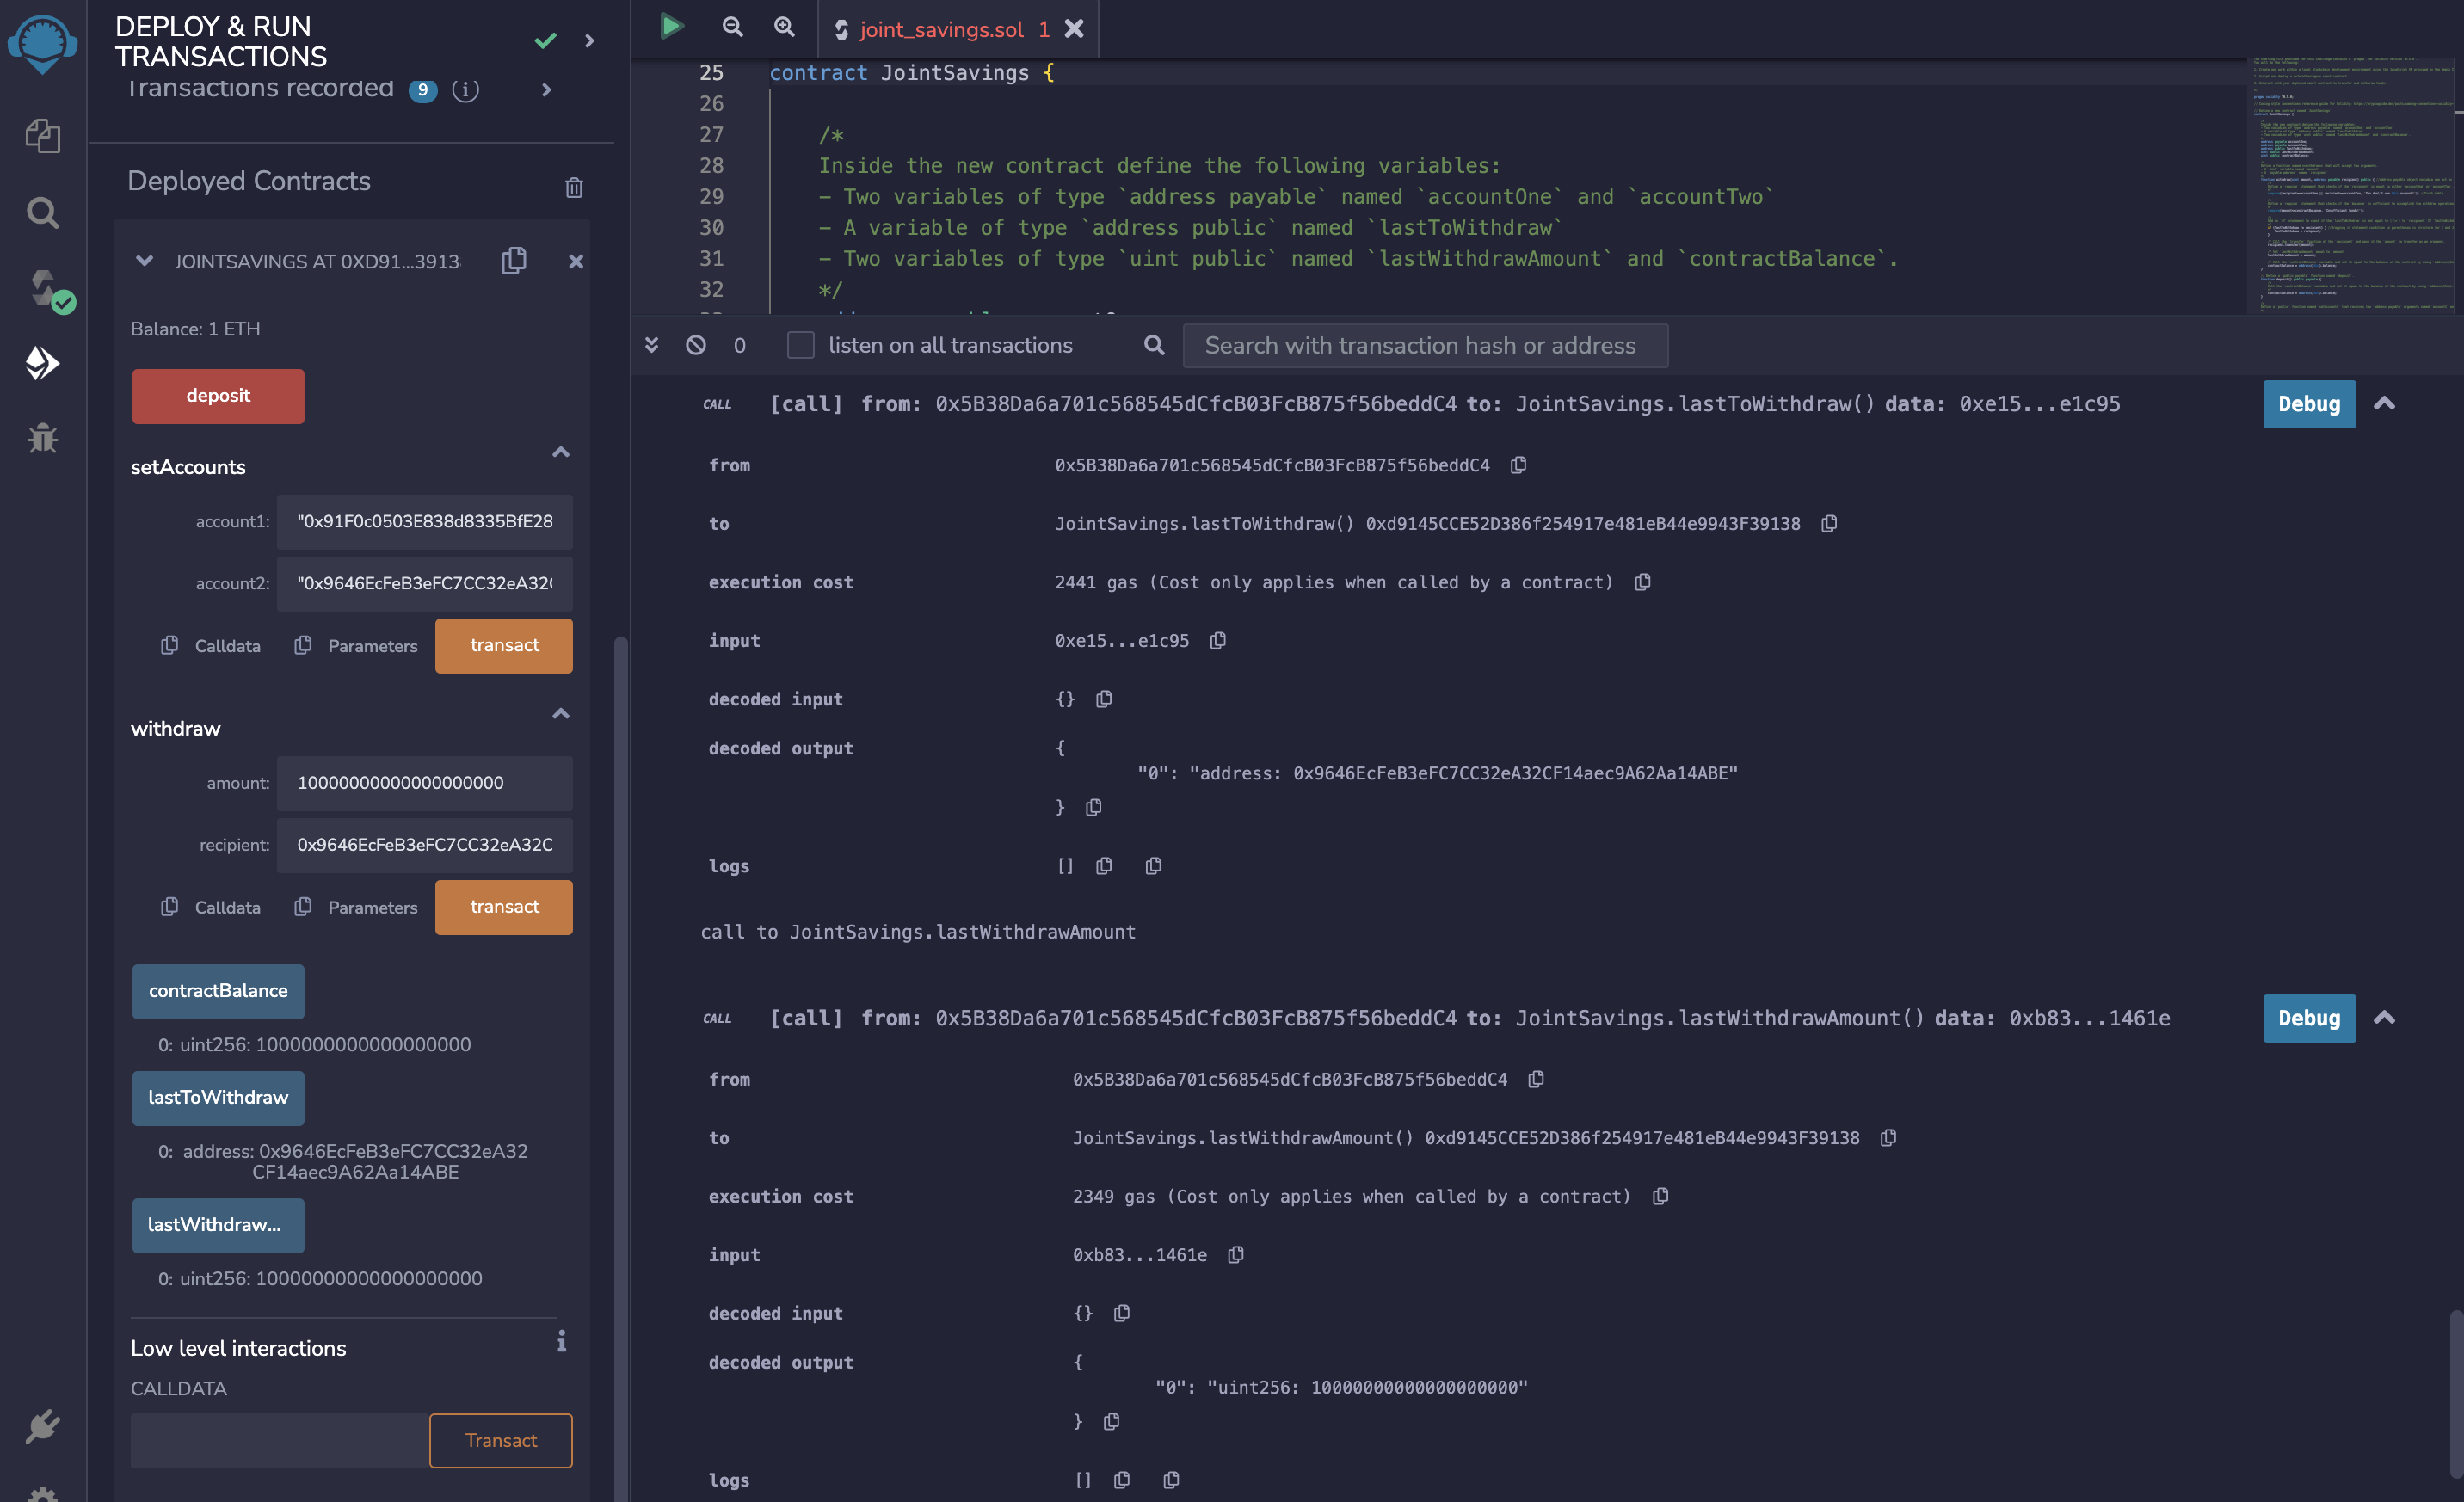 DEPLOY & RUN
TRANSACTIONS
Transactions recorded 9 i
Deployed Contracts
JOINTSAVINGS AT 0XD91...3913
Balance: 1 ETH
deposit
setAccounts
account1: "0x91F0c0503E838d8335BfE28
account2: "0x9646EcFeB3eFC7CC32eA32(
Calldata Parameters transact
withdraw
amount: 10000000000000000000
recipient: 0x9646EcFeB3eFC7CC32eA32C
Calldata Parameters transact
contractBalance
0: uint256: 1000000000000000000
lastToWithdraw
0: address: 0x9646EcFeB3eFC7CC32eA32
CF14aec9A62Aa14ABE
lastWithdraw...
0: uint256: 10000000000000000000
Low level interactions
CALLDATA
Transact
joint_savings.sol 1
25 contract JointSavings {
26
27 /*
28 Inside the new contract define the following variables:
29 - Two variables of type `address payable` named `accountOne` and `accountTwo`
30 - A variable of type `address public` named `lastToWithdraw`
31 - Two variables of type `uint public` named `lastWithdrawAmount` and `contractBalance`.
32 */
0 listen on all transactions Search with transaction hash or address
CALL [call] from: 0x5B38Da6a701c568545dCfcB03FcB875f56beddC4 to: JointSavings.lastToWithdraw() data: 0xe15...e1c95 Debug
from 0x5B38Da6a701c568545dCfcB03FcB875f56beddC4
to JointSavings.lastToWithdraw() 0xd9145CCE52D386f254917e481eB44e9943F39138
execution cost 2441 gas (Cost only applies when called by a contract)
input 0xe15...e1c95
decoded input {}
decoded output {
"0": "address: 0x9646EcFeB3eFC7CC32eA32CF14aec9A62Aa14ABE"
}
logs []
call to JointSavings.lastWithdrawAmount
CALL [call] from: 0x5B38Da6a701c568545dCfcB03FcB875f56beddC4 to: JointSavings.lastWithdrawAmount() data: 0xb83...1461e Debug
from 0x5B38Da6a701c568545dCfcB03FcB875f56beddC4
to JointSavings.lastWithdrawAmount() 0xd9145CCE52D386f254917e481eB44e9943F39138
execution cost 2349 gas (Cost only applies when called by a contract)
input 0xb83...1461e
decoded input {}
decoded output {
"0": "uint256: 10000000000000000000"
}
logs []